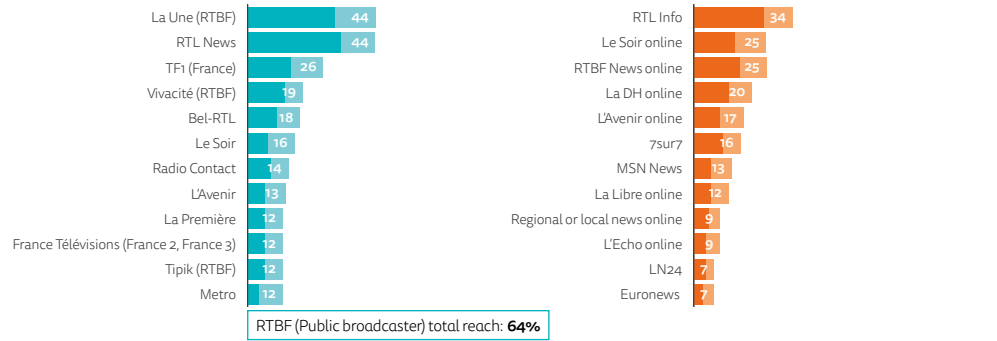 La Une (RTBF) 44
RTL News 44
TF1 (France) 26
Vivacité (RTBF) 19
Bel-RTL 18
Le Soir 16
Radio Contact 14
L'Avenir 13
La Première 12
France Télévisions (France 2, France 3) 12
Tipik (RTBF) 12
Metro 12
RTBF (Public broadcaster) total reach: 64%
RTL Info 34
Le Soir online 25
RTBF News online 25
La DH online 20
L'Avenir online 17
7sur7 16
MSN News 13
La Libre online 12
Regional or local news online 9
L'Echo online 9
LN24 7
Euronews 7